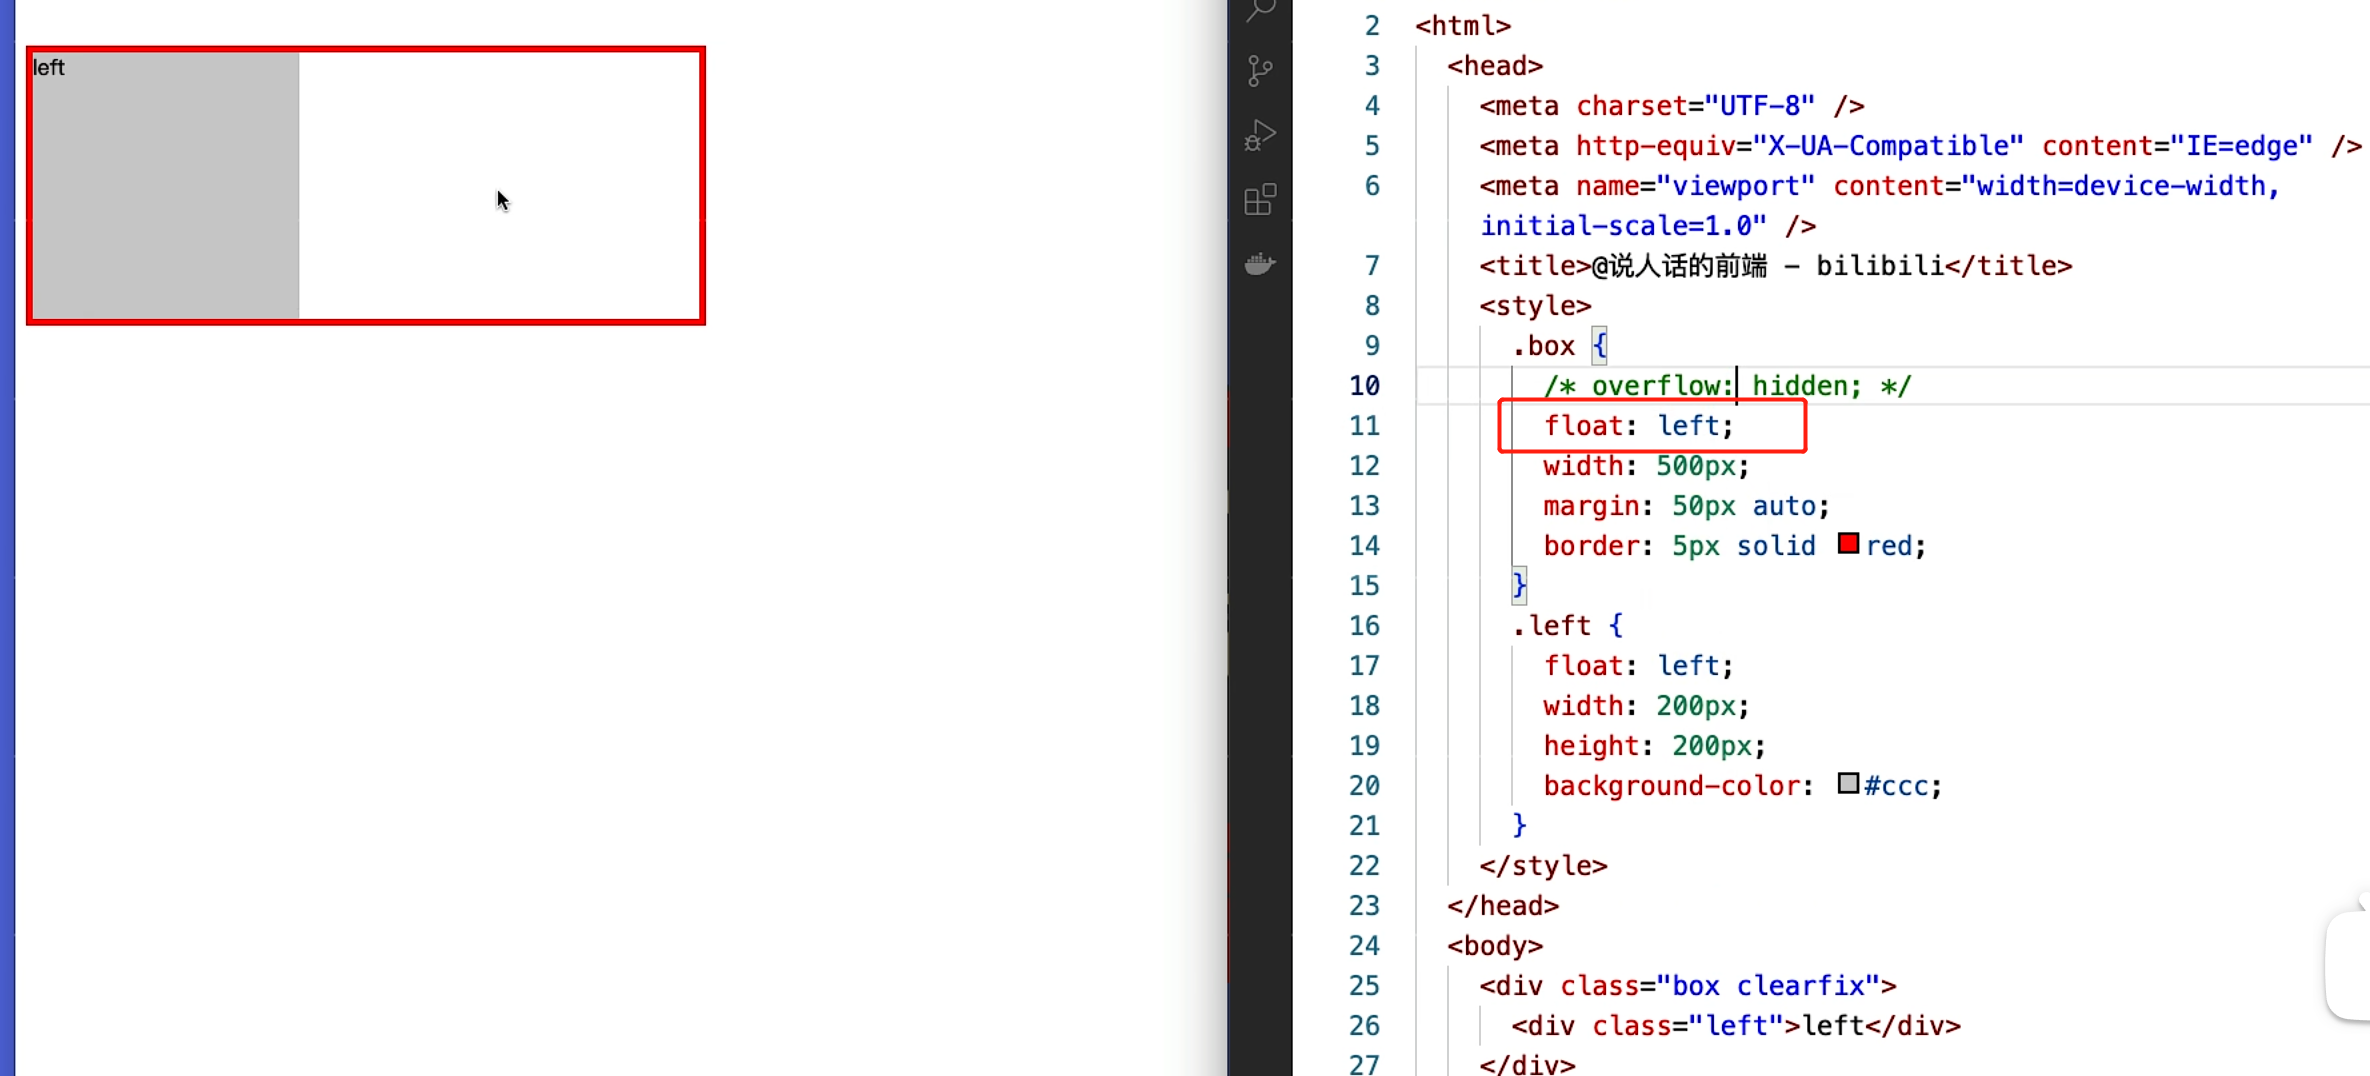 left
2 <html>
3 <head>
4 <meta charset="UTF-8" />
5 <meta http-equiv="X-UA-Compatible" content="IE=edge" />
6 <meta name="viewport" content="width=device-width,
initial-scale=1.0" />
7 <title>@说人话的前端 - bilibili</title>
8 <style>
9 .box {
10 /* overflow: hidden; */
11 float: left;
12 width: 500px;
13 margin: 50px auto;
14 border: 5px solid red;
15 }
16 .left {
17 float: left;
18 width: 200px;
19 height: 200px;
20 background-color: #ccc;
21 }
22 </style>
23 </head>
24 <body>
25 <div class="box clearfix">
26 <div class="left">left</div>
27 </div>